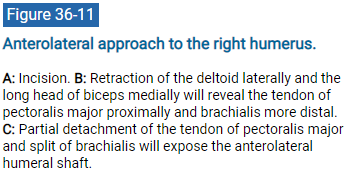 Figure 36-11
Anterolateral approach to the right humerus.
A: Incision. B: Retraction of the deltoid laterally and the
long head of biceps medially will reveal the tendon of
pectoralis major proximally and brachialis more distal.
C: Partial detachment of the tendon of pectoralis major
and split of brachialis will expose the anterolateral
humeral shaft.